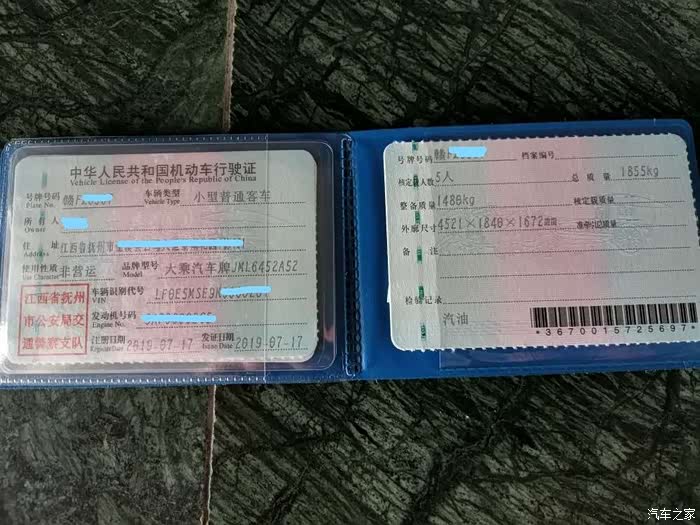 中华人民共和国机动车行驶证
Vehicle License of the People's Republic of China
号牌号码 赣F
Plate No.
车辆类型 小型普通客车
Vehicle Type
所有人
Owner
住址 江西省抚州市
Address
使用性质 非营运
Use Character
品牌型号 大乘汽车牌JML6452A52
Model
车辆识别代号
VIN
发动机号码
Engine No.
注册日期 2019-07-17
Register Date
发证日期 2019-07-17
Issue Date
江西省抚州
市公安局交
通警察支队
号牌号码 赣F
档案编号
核定载人数 5人
总质量 1855kg
整备质量 1480kg
核定载质量
外廓尺寸 4521×1840×1672mm
准牵引总质量
备注
检验记录
汽油
*3670015725697*
汽车之家